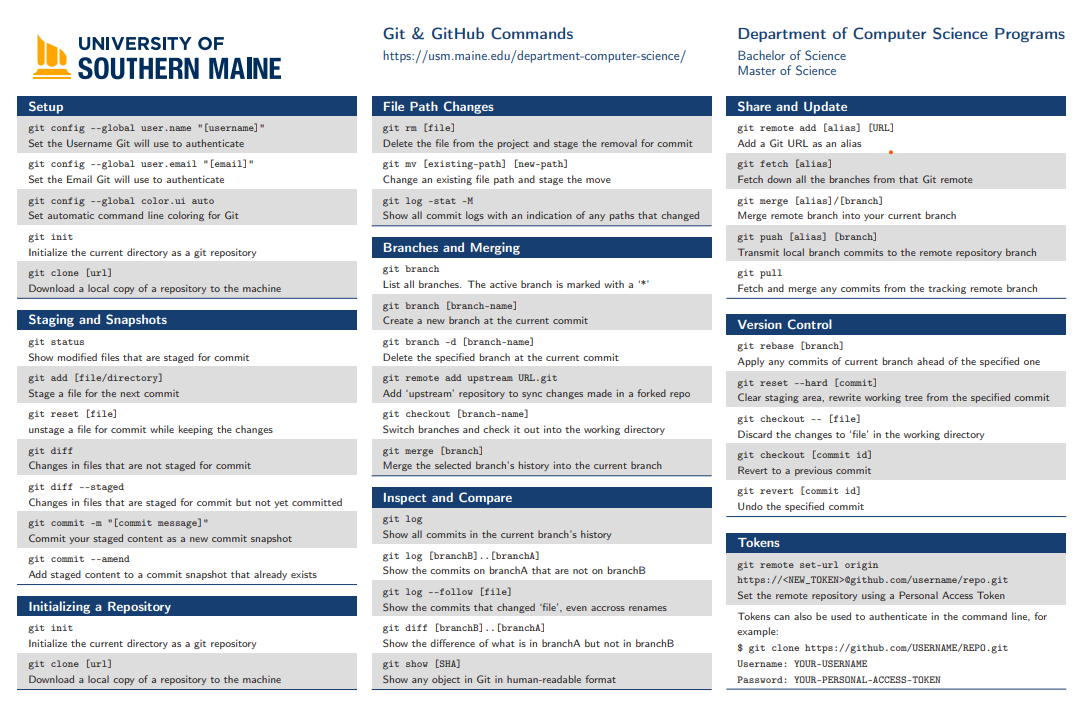 UNIVERSITY OF
SOUTHERN MAINE
Git & GitHub Commands
https://usm.maine.edu/department-computer-science/
Department of Computer Science Programs
Bachelor of Science
Master of Science
Setup
git config --global user.name "[username]"
Set the Username Git will use to authenticate
git config --global user.email "[email]"
Set the Email Git will use to authenticate
git config --global color.ui auto
Set automatic command line coloring for Git
git init
Initialize the current directory as a git repository
git clone [url]
Download a local copy of a repository to the machine
Staging and Snapshots
git status
Show modified files that are staged for commit
git add [file/directory]
Stage a file for the next commit
git reset [file]
unstage a file for commit while keeping the changes
git diff
Changes in files that are not staged for commit
git diff --staged
Changes in files that are staged for commit but not yet committed
git commit -m "[commit message]"
Commit your staged content as a new commit snapshot
git commit --amend
Add staged content to a commit snapshot that already exists
Initializing a Repository
git init
Initialize the current directory as a git repository
git clone [url]
Download a local copy of a repository to the machine
File Path Changes
git rm [file]
Delete the file from the project and stage the removal for commit
git mv [existing-path] [new-path]
Change an existing file path and stage the move
git log -stat -M
Show all commit logs with an indication of any paths that changed
Branches and Merging
git branch
List all branches. The active branch is marked with a ‘*’
git branch [branch-name]
Create a new branch at the current commit
git branch -d [branch-name]
Delete the specified branch at the current commit
git remote add upstream URL.git
Add ‘upstream’ repository to sync changes made in a forked repo
git checkout [branch-name]
Switch branches and check it out into the working directory
git merge [branch]
Merge the selected branch’s history into the current branch
Inspect and Compare
git log
Show all commits in the current branch’s history
git log [branchB]..[branchA]
Show the commits on branchA that are not on branchB
git log --follow [file]
Show the commits that changed ‘file’, even accross renames
git diff [branchB]..[branchA]
Show the difference of what is in branchA but not in branchB
git show [SHA]
Show any object in Git in human-readable format
Share and Update
git remote add [alias] [URL]
Add a Git URL as an alias
git fetch [alias]
Fetch down all the branches from that Git remote
git merge [alias]/[branch]
Merge remote branch into your current branch
git push [alias] [branch]
Transmit local branch commits to the remote repository branch
git pull
Fetch and merge any commits from the tracking remote branch
Version Control
git rebase [branch]
Apply any commits of current branch ahead of the specified one
git reset --hard [commit]
Clear staging area, rewrite working tree from the specified commit
git checkout -- [file]
Discard the changes to ‘file’ in the working directory
git checkout [commit id]
Revert to a previous commit
git revert [commit id]
Undo the specified commit
Tokens
git remote set-url origin
https://<NEW_TOKEN>@github.com/username/repo.git
Set the remote repository using a Personal Access Token
Tokens can also be used to authenticate in the command line, for
example:
$ git clone https://github.com/USERNAME/REPO.git
Username: YOUR-USERNAME
Password: YOUR-PERSONAL-ACCESS-TOKEN